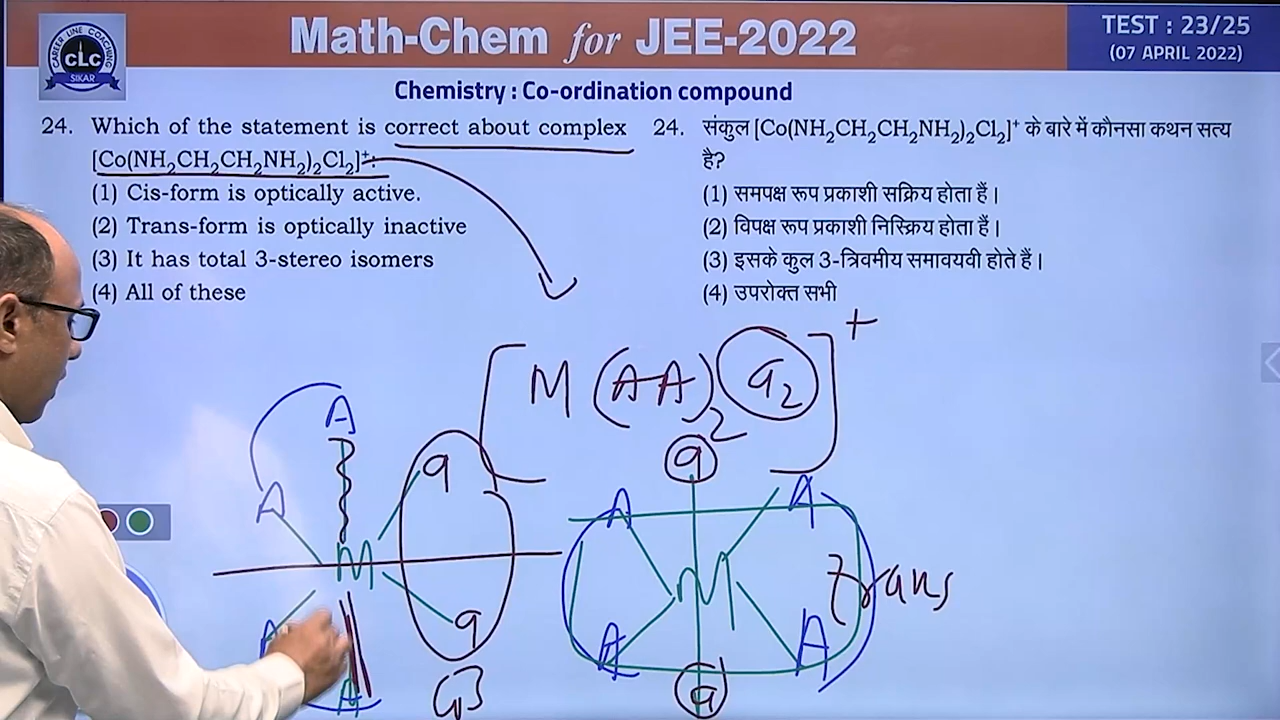 CAREER LINE COACHING
CLC
SIKAR
Math-Chem for JEE-2022
TEST : 23/25
(07 APRIL 2022)
Chemistry : Co-ordination compound
24. Which of the statement is correct about complex
[Co(NH₂CH₂CH₂NH₂)₂Cl₂]⁺:
(1) Cis-form is optically active.
(2) Trans-form is optically inactive
(3) It has total 3-stereo isomers
(4) All of these
24. संकुल [Co(NH₂CH₂CH₂NH₂)₂Cl₂]⁺ के बारे में कौनसा कथन सत्य
है?
(1) समपक्ष रूप प्रकाशी सक्रिय होता हैं।
(2) विपक्ष रूप प्रकाशी निस्क्रिय होता हैं।
(3) इसके कुल 3-त्रिवमीय समावयवी होते हैं।
(4) उपरोक्त सभी
[M(AA)₂a₂]⁺
A
a
A
M
A
a
A
a
A
A
M
trans
A
A
a